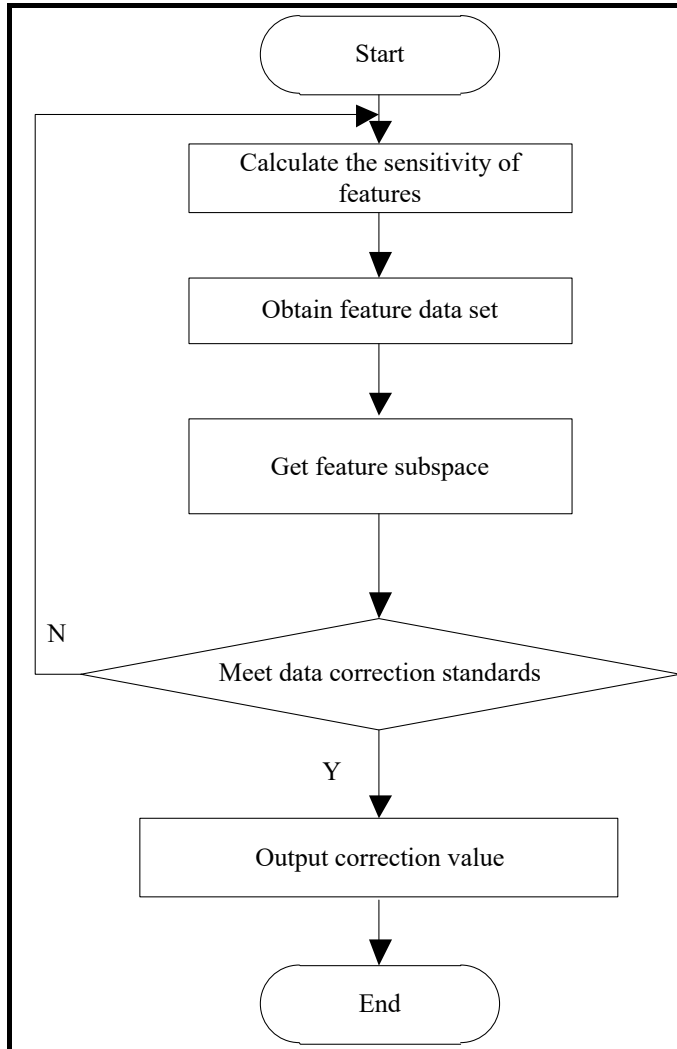 Start
Calculate the sensitivity of
features
Obtain feature data set
Get feature subspace
N
Meet data correction standards
Y
Output correction value
End